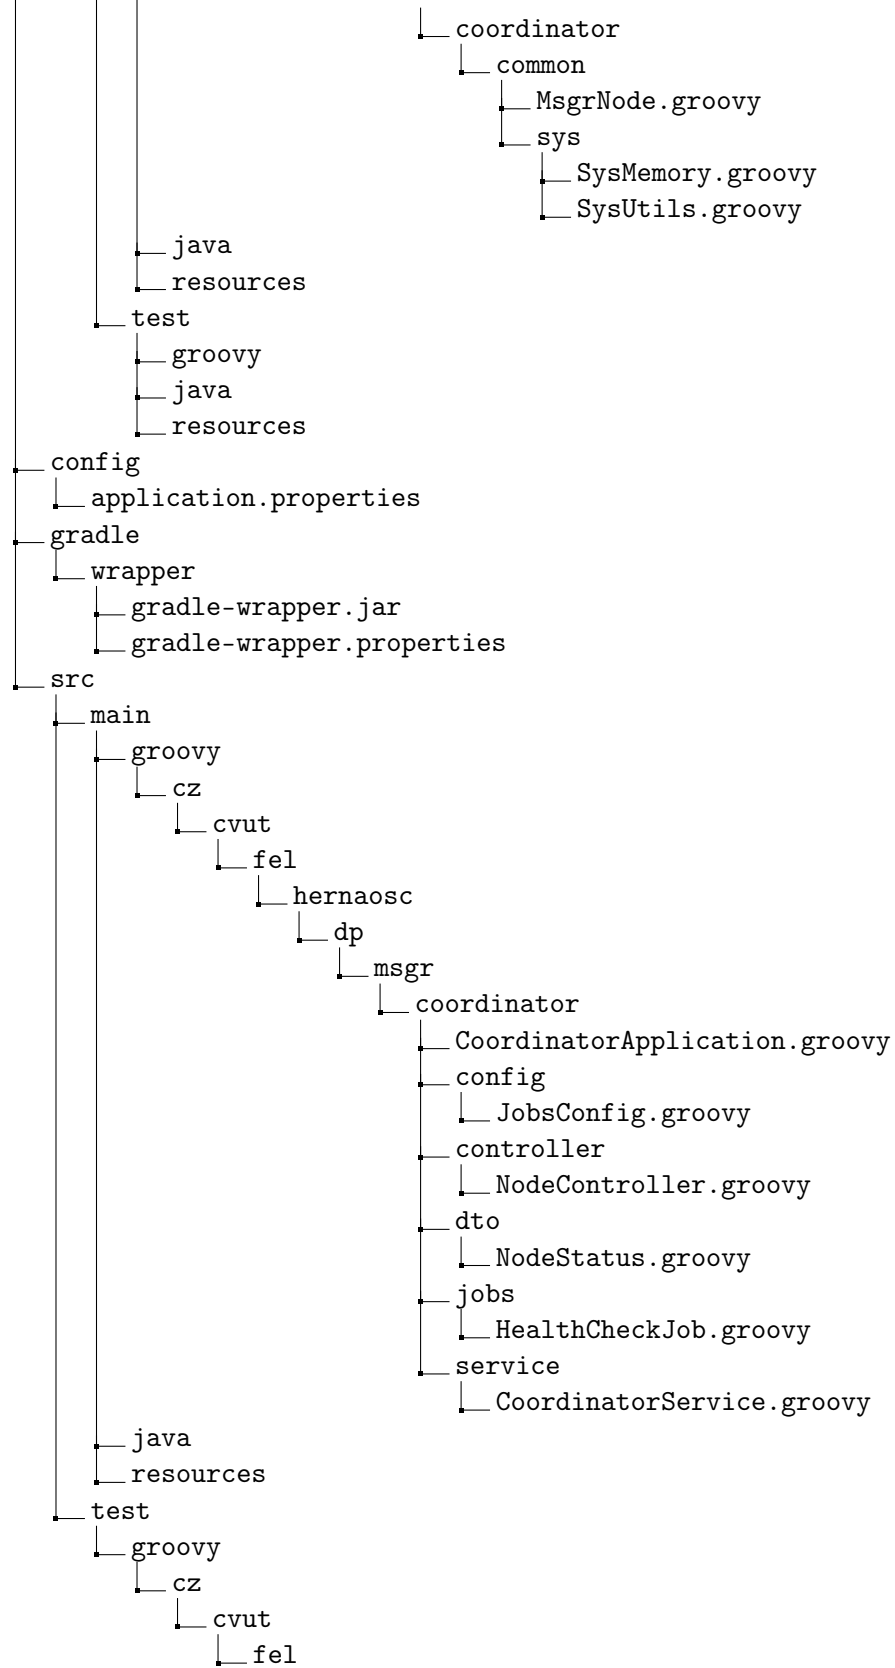 coordinator
common
MsgrNode.groovy
sys
SysMemory.groovy
SysUtils.groovy
java
resources
test
groovy
java
resources
config
application.properties
gradle
wrapper
gradle-wrapper.jar
gradle-wrapper.properties
src
main
groovy
cz
cvut
fel
hernaosc
dp
msgr
coordinator
CoordinatorApplication.groovy
config
JobsConfig.groovy
controller
NodeController.groovy
dto
NodeStatus.groovy
jobs
HealthCheckJob.groovy
service
CoordinatorService.groovy
java
resources
test
groovy
cz
cvut
fel